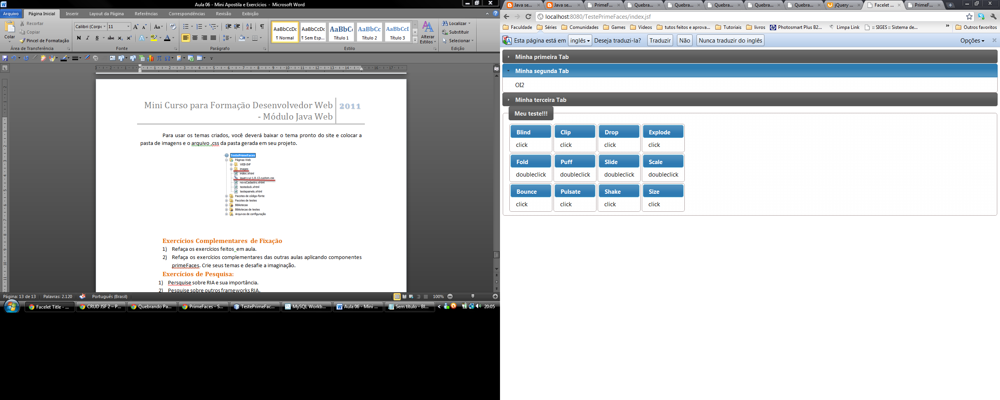 Aula 06 - Mini Apostila e Exercícios - Microsoft Word
Arquivo Página Inicial Inserir Layout da Página Referências Correspondências Revisão Exibição
Colar
Recortar
Copiar
Pincel de Formatação
Área de Transferência
Calibri (Corpo 11
Fonte
Parágrafo
AaBbCcDc AaBbCcDc AaBbC AaBbCc AaBbCcI
¶ Normal ¶ Sem Esp... Título 1 Título 2 Título 3
Alterar Estilos
Estilo
Localizar
Substituir
Selecionar
Edição
Mini Curso para Formação Desenvolvedor Web
- Módulo Java Web
2011
Para usar os temas criados, você deverá baixar o tema pronto do site e colocar a
pasta de imagens e o arquivo .css da pasta gerada em seu projeto.
TestePrimeFaces
Páginas Web
WEB-INF
images
index.xhtml
jquery-ui-1.8.13.custom.css
novoCadastro.xhtml
testedock.xhtml
testepainels.xhtml
Pacotes de código-fonte
Pacotes de testes
Bibliotecas
Bibliotecas de testes
Arquivos de configuração
Exercícios Complementares de Fixação
1) Refaça os exercícios feitos em aula.
2) Refaça os exercícios complementares das outras aulas aplicando componentes
primeFaces. Crie seus temas e desafie a imaginação.
Exercícios de Pesquisa:
1) Persquise sobre RIA e sua importância.
2) Pesquise sobre outros frameworks RIA.
Página: 13 de 13 Palavras: 2.120 Português (Brasil) 100%
Facelet Title - ... CRUD JSF 2 – P... Quebrando Pa... PrimeFaces - S... TestePrimeFac... MySQL Workb... Aula 06 - Mini ... Sem título - Bl... 20:05
Java se... Java se... PrimeF... Quebra... Quebra... Quebra... Quebra... Quebra... jQuery ... Facelet ... PrimeF...
localhost:8080/TestePrimeFaces/index.jsf
Faculdade Séries Comunidades Games Videos tutos feitos e aprova... Tutoriais livros Photosmart Plus B2... Limpa Link :: SIGES :: Sistema de... » Outros favoritos
Esta página está em inglês Deseja traduzi-la? Traduzir Não Nunca traduzir do inglês Opções
Minha primeira Tab
Minha segunda Tab
OI2
Minha terceira Tab
Meu teste!!!
Blind Clip Drop Explode
click click click click
Fold Puff Slide Scale
doubleclick doubleclick doubleclick doubleclick
Bounce Pulsate Shake Size
click click click click